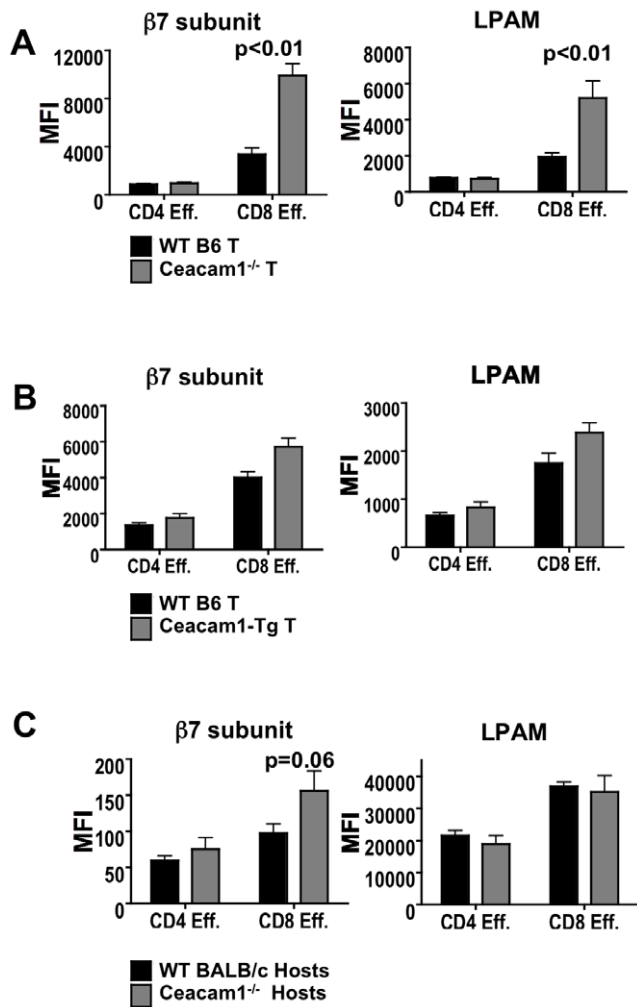 A
β7 subunit
p<0.01
MFI
12000
8000
4000
0
CD4 Eff.
CD8 Eff.
LPAM
p<0.01
MFI
8000
6000
4000
2000
0
CD4 Eff.
CD8 Eff.
WT B6 T
Ceacam1-/- T
B
β7 subunit
MFI
8000
6000
4000
2000
0
CD4 Eff.
CD8 Eff.
LPAM
MFI
3000
2000
1000
0
CD4 Eff.
CD8 Eff.
WT B6 T
Ceacam1-Tg T
C
β7 subunit
p=0.06
MFI
200
150
100
50
0
CD4 Eff.
CD8 Eff.
LPAM
MFI
40000
30000
20000
10000
0
CD4 Eff.
CD8 Eff.
WT BALB/c Hosts
Ceacam1-/- Hosts